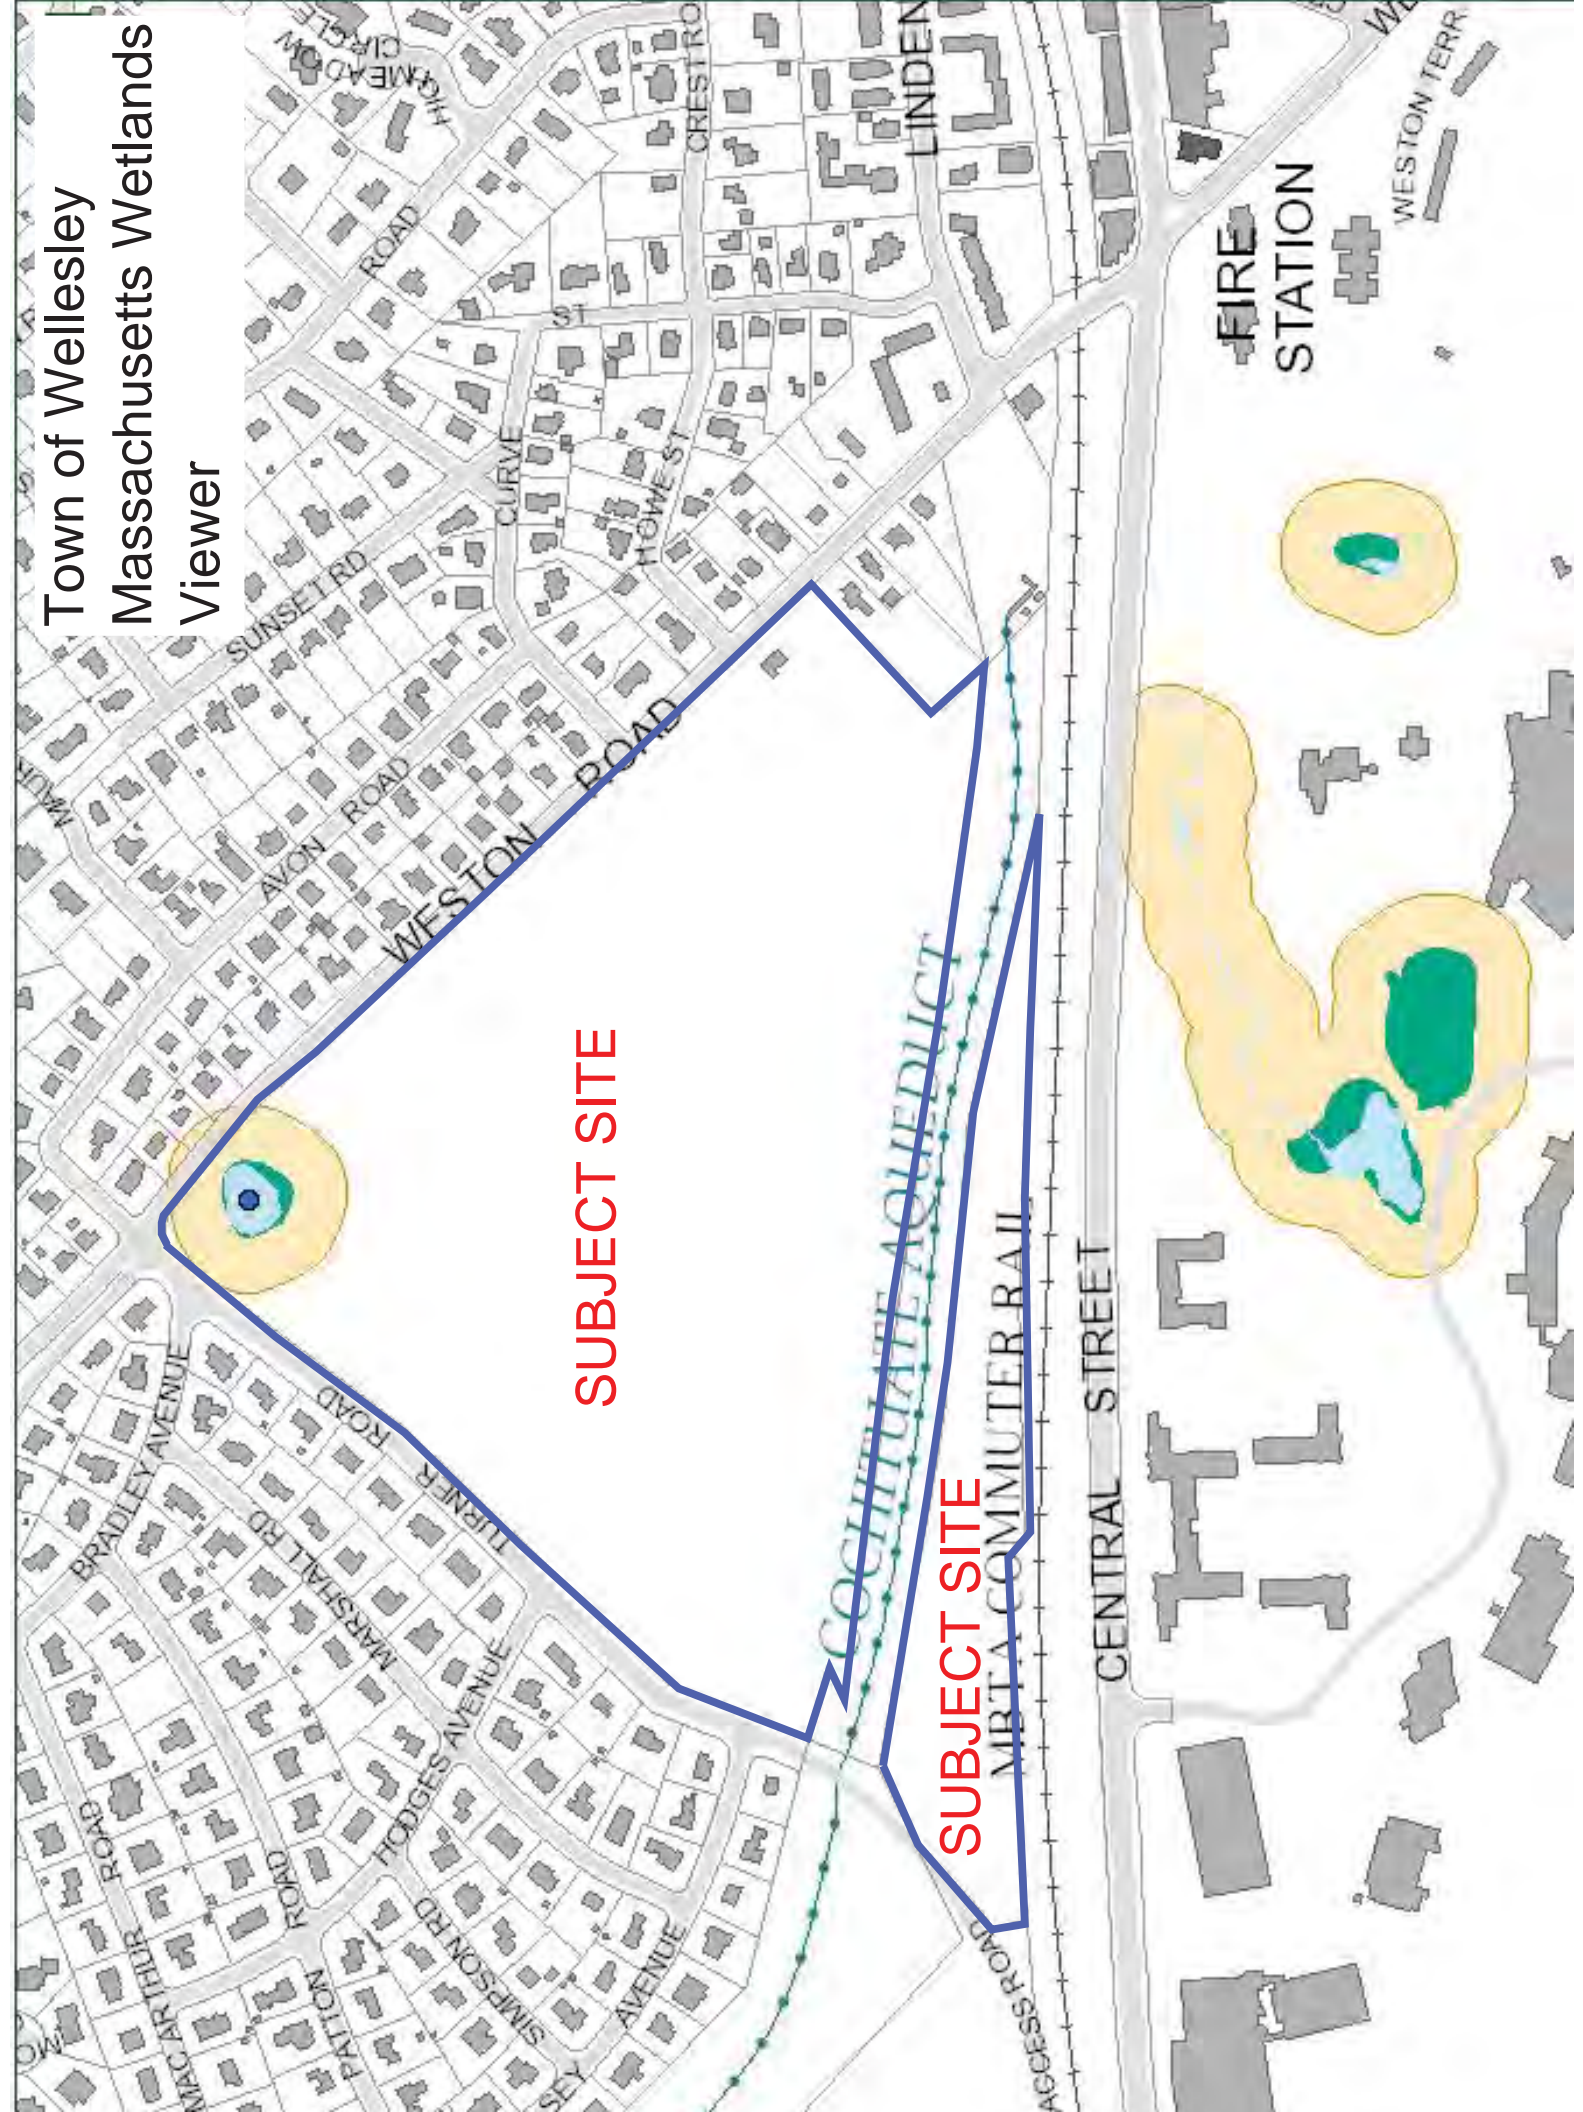 Town of Wellesley
Massachusetts Wetlands
Viewer
HIGHMEADOW
CIRCLE
ROAD
CRESTRO
LINDEN
WESTON TERR
FIRE
STATION
SUNSET RD
CURVE
ST
HOWE ST
MAUR
AVON ROAD
WESTON ROAD
SUBJECT SITE
COCHITUATE AQUEDUCT
MBTA COMMUTER RAIL
CENTRAL STREET
SUBJECT SITE
TURNER ROAD
BRADLEY AVENUE
MARSHALL RD
HODGES AVENUE
MAC ARTHUR ROAD
PATTON ROAD
SIMPSON RD
SEY AVENUE
ACCESS ROAD